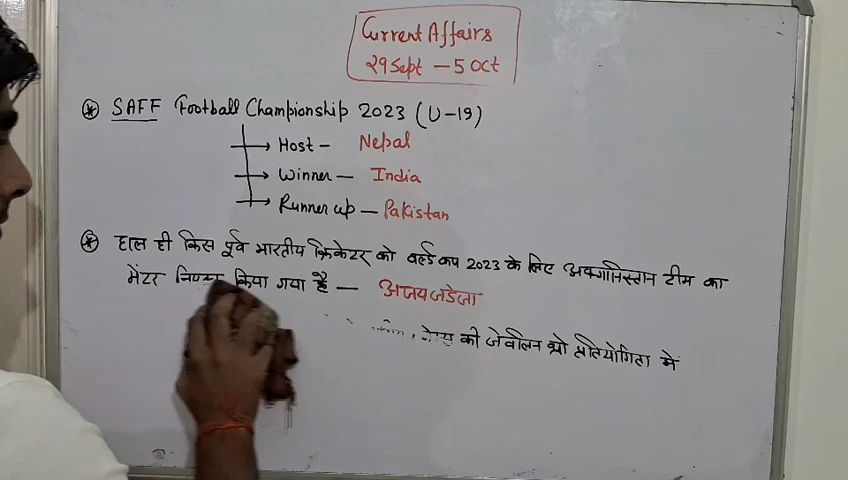 Current Affairs
29 Sept - 5 Oct
SAFF Football Championship 2023 (U-19)
Host - Nepal
Winner - India
Runner up - Pakistan
हाल ही किस पूर्व भारतीय क्रिकेटर को वर्ल्ड कप 2023 के लिए अफगानिस्तान टीम का
मेंटर किया गया है - अजय जडेजा
की जेवलिन थ्रो प्रतियोगिता मे